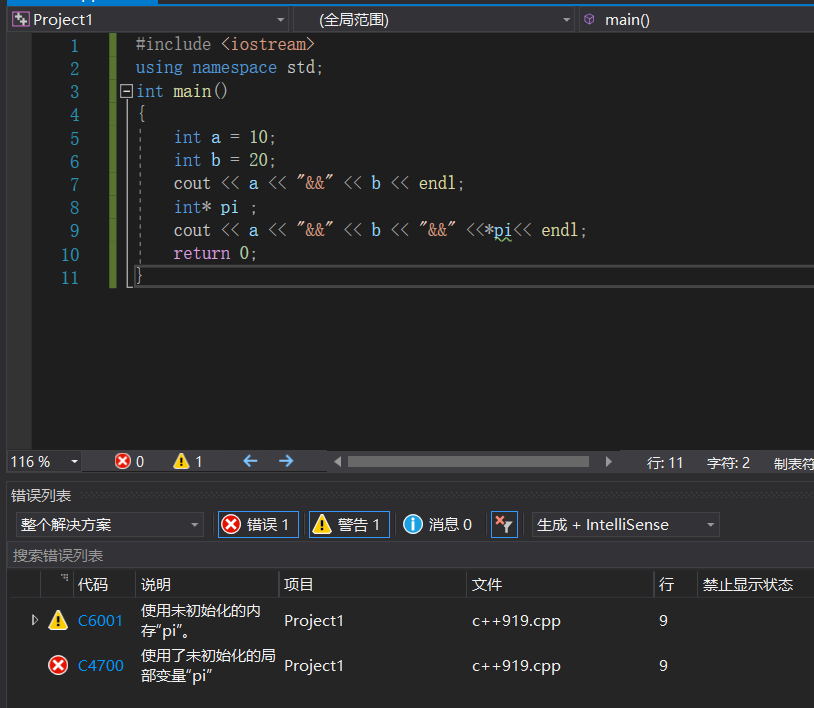 Project1 (全局范围) main()
1 #include <iostream>
2 using namespace std;
3 int main()
4 {
5 int a = 10;
6 int b = 20;
7 cout << a << "&&" << b << endl;
8 int* pi ;
9 cout << a << "&&" << b << "&&" <<*pi<< endl;
10 return 0;
11 }
116 % 0 1 行: 11 字符: 2 制表符
错误列表
整个解决方案 错误 1 警告 1 消息 0 生成 + IntelliSense
搜索错误列表
代码 说明 项目 文件 行 禁止显示状态
C6001 使用未初始化的内 Project1 c++919.cpp 9
存“pi”。
C4700 使用了未初始化的局 Project1 c++919.cpp 9
部变量“pi”